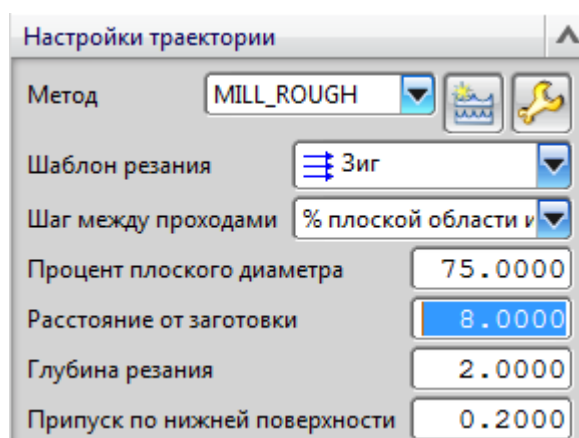 Настройки траектории
Метод MILL_ROUGH
Шаблон резания Зиг
Шаг между проходами % плоской области и
Процент плоского диаметра 75.0000
Расстояние от заготовки 8.0000
Глубина резания 2.0000
Припуск по нижней поверхности 0.2000